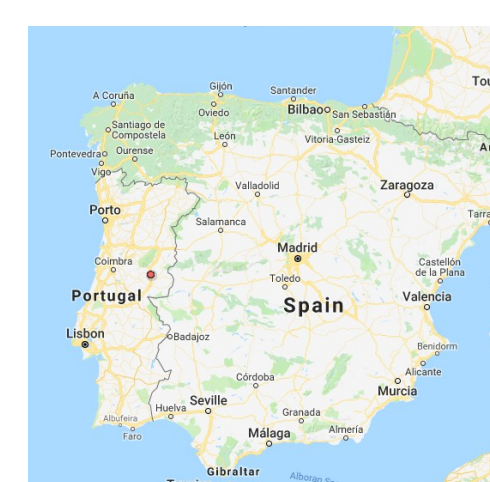 Gijón
Santander
A Coruña
Oviedo
Bilbao
San Sebastián
Santiago de
Compostela
León
Vitoria-Gasteiz
Pontevedra
Ourense
Vigo
Valladolid
Zaragoza
Porto
Salamanca
Madrid
Coimbra
Castellón
de la Plana
Toledo
Portugal
Spain
Valencia
Lisbon
Badajoz
Benidorm
Alicante
Córdoba
Murcia
Seville
Huelva
Granada
Albufeira
Almería
Málaga
Faro
Gibraltar
Alboran